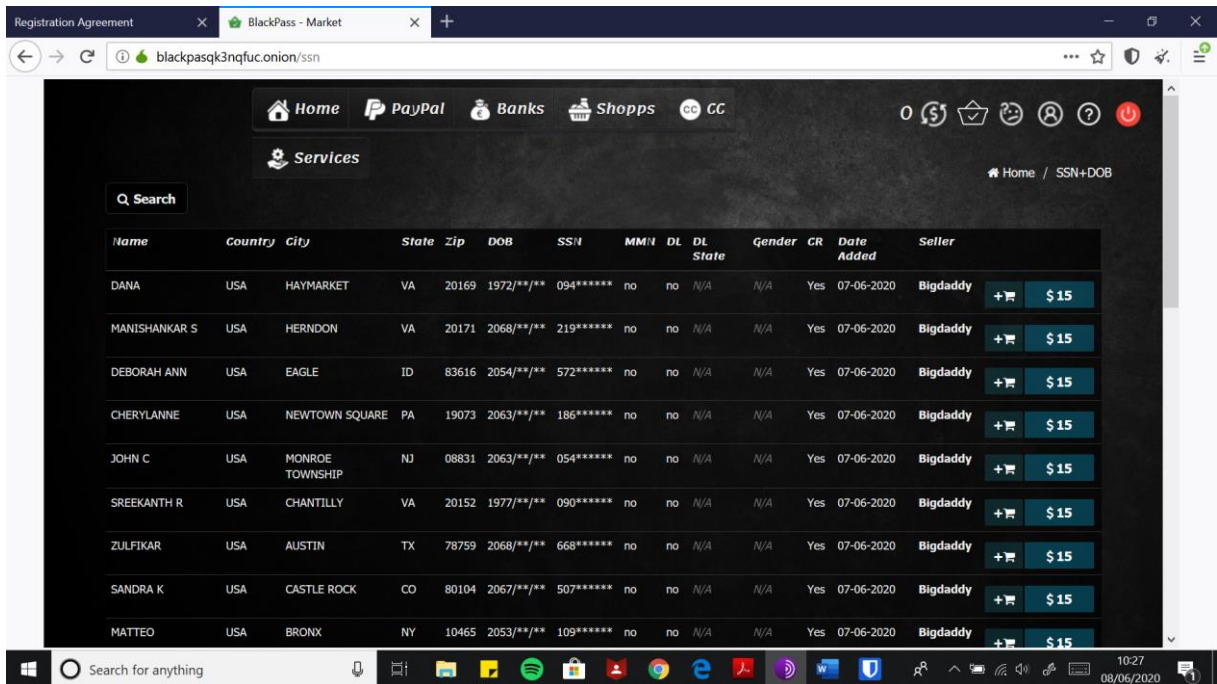 Registration Agreement
BlackPass - Market
blackpasqk3nqfuc.onion/ssn
Home PayPal Banks Shopps CC CC 0
Services
Home / SSN+DOB
Search
Name Country City State Zip DOB SSN MMN DL DL State Gender CR Date Added Seller
DANA USA HAYMARKET VA 20169 1972/**/** 094****** no no N/A N/A Yes 07-06-2020 Bigdaddy + $ 15
MANISHANKAR S USA HERNDON VA 20171 2068/**/** 219****** no no N/A N/A Yes 07-06-2020 Bigdaddy + $ 15
DEBORAH ANN USA EAGLE ID 83616 2054/**/** 572****** no no N/A N/A Yes 07-06-2020 Bigdaddy + $ 15
CHERYLANNE USA NEWTOWN SQUARE PA 19073 2063/**/** 186****** no no N/A N/A Yes 07-06-2020 Bigdaddy + $ 15
JOHN C USA MONROE TOWNSHIP NJ 08831 2063/**/** 054****** no no N/A N/A Yes 07-06-2020 Bigdaddy + $ 15
SREEKANTH R USA CHANTILLY VA 20152 1977/**/** 090****** no no N/A N/A Yes 07-06-2020 Bigdaddy + $ 15
ZULFIKAR USA AUSTIN TX 78759 2068/**/** 668****** no no N/A N/A Yes 07-06-2020 Bigdaddy + $ 15
SANDRA K USA CASTLE ROCK CO 80104 2067/**/** 507****** no no N/A N/A Yes 07-06-2020 Bigdaddy + $ 15
MATTEO USA BRONX NY 10465 2053/**/** 109****** no no N/A N/A Yes 07-06-2020 Bigdaddy + $ 15
Search for anything
10:27
08/06/2020